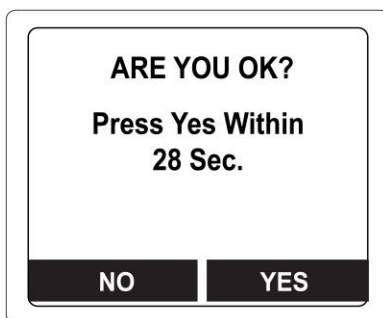 ARE YOU OK?
Press Yes Within
28 Sec.
NO YES